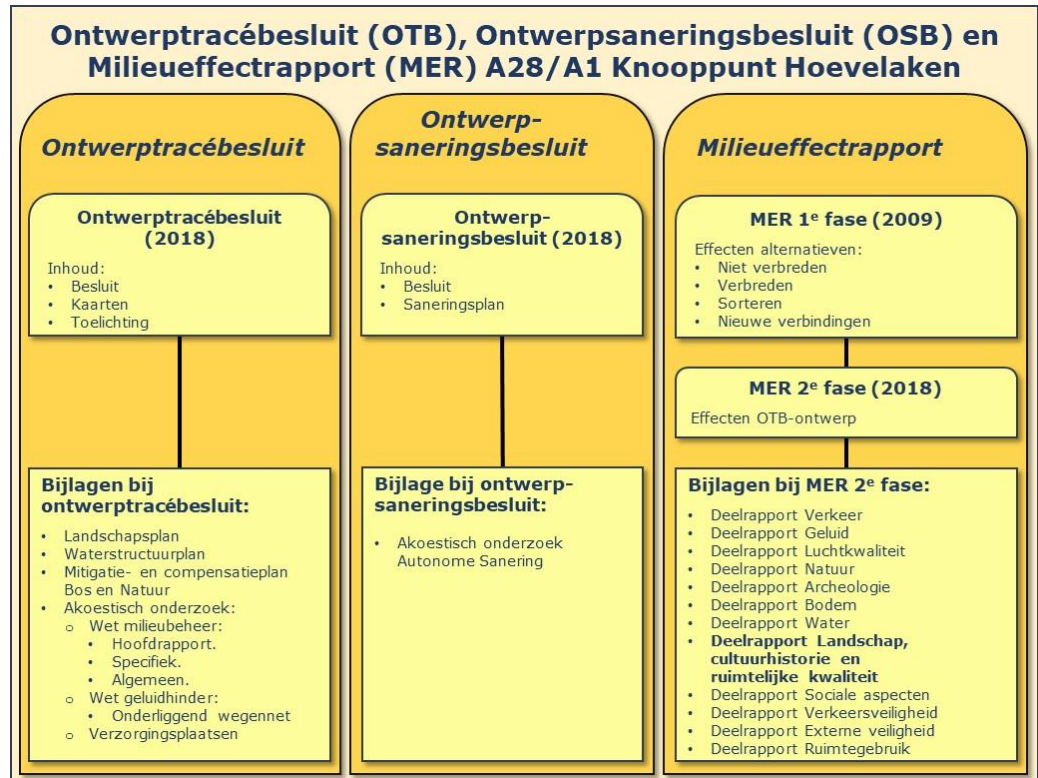 Ontwerptracébesluit (OTB), Ontwerpsaneringsbesluit (OSB) en
Milieueffectrapport (MER) A28/A1 Knooppunt Hoevelaken
Ontwerptracébesluit
Ontwerptracébesluit
(2018)
Inhoud:
• Besluit
• Kaarten
• Toelichting
Bijlagen bij
ontwerptracébesluit:
• Landschapsplan
• Waterstructuurplan
• Mitigatie- en compensatieplan
Bos en Natuur
• Akoestisch onderzoek:
o Wet milieubeheer:
• Hoofdrapport.
• Specifiek.
• Algemeen.
o Wet geluidhinder:
• Onderliggend wegennet
o Verzorgingsplaatsen
Ontwerp-
saneringsbesluit
Ontwerp-
saneringsbesluit (2018)
Inhoud:
• Besluit
• Saneringsplan
Bijlage bij ontwerp-
saneringsbesluit:
• Akoestisch onderzoek
Autonome Sanering
Milieueffectrapport
MER 1e fase (2009)
Effecten alternatieven:
• Niet verbreden
• Verbreden
• Sorteren
• Nieuwe verbindingen
MER 2e fase (2018)
Effecten OTB-ontwerp
Bijlagen bij MER 2e fase:
• Deelrapport Verkeer
• Deelrapport Geluid
• Deelrapport Luchtkwaliteit
• Deelrapport Natuur
• Deelrapport Archeologie
• Deelrapport Bodem
• Deelrapport Water
• Deelrapport Landschap,
cultuurhistorie en
ruimtelijke kwaliteit
• Deelrapport Sociale aspecten
• Deelrapport Verkeersveiligheid
• Deelrapport Externe veiligheid
• Deelrapport Ruimtegebruik